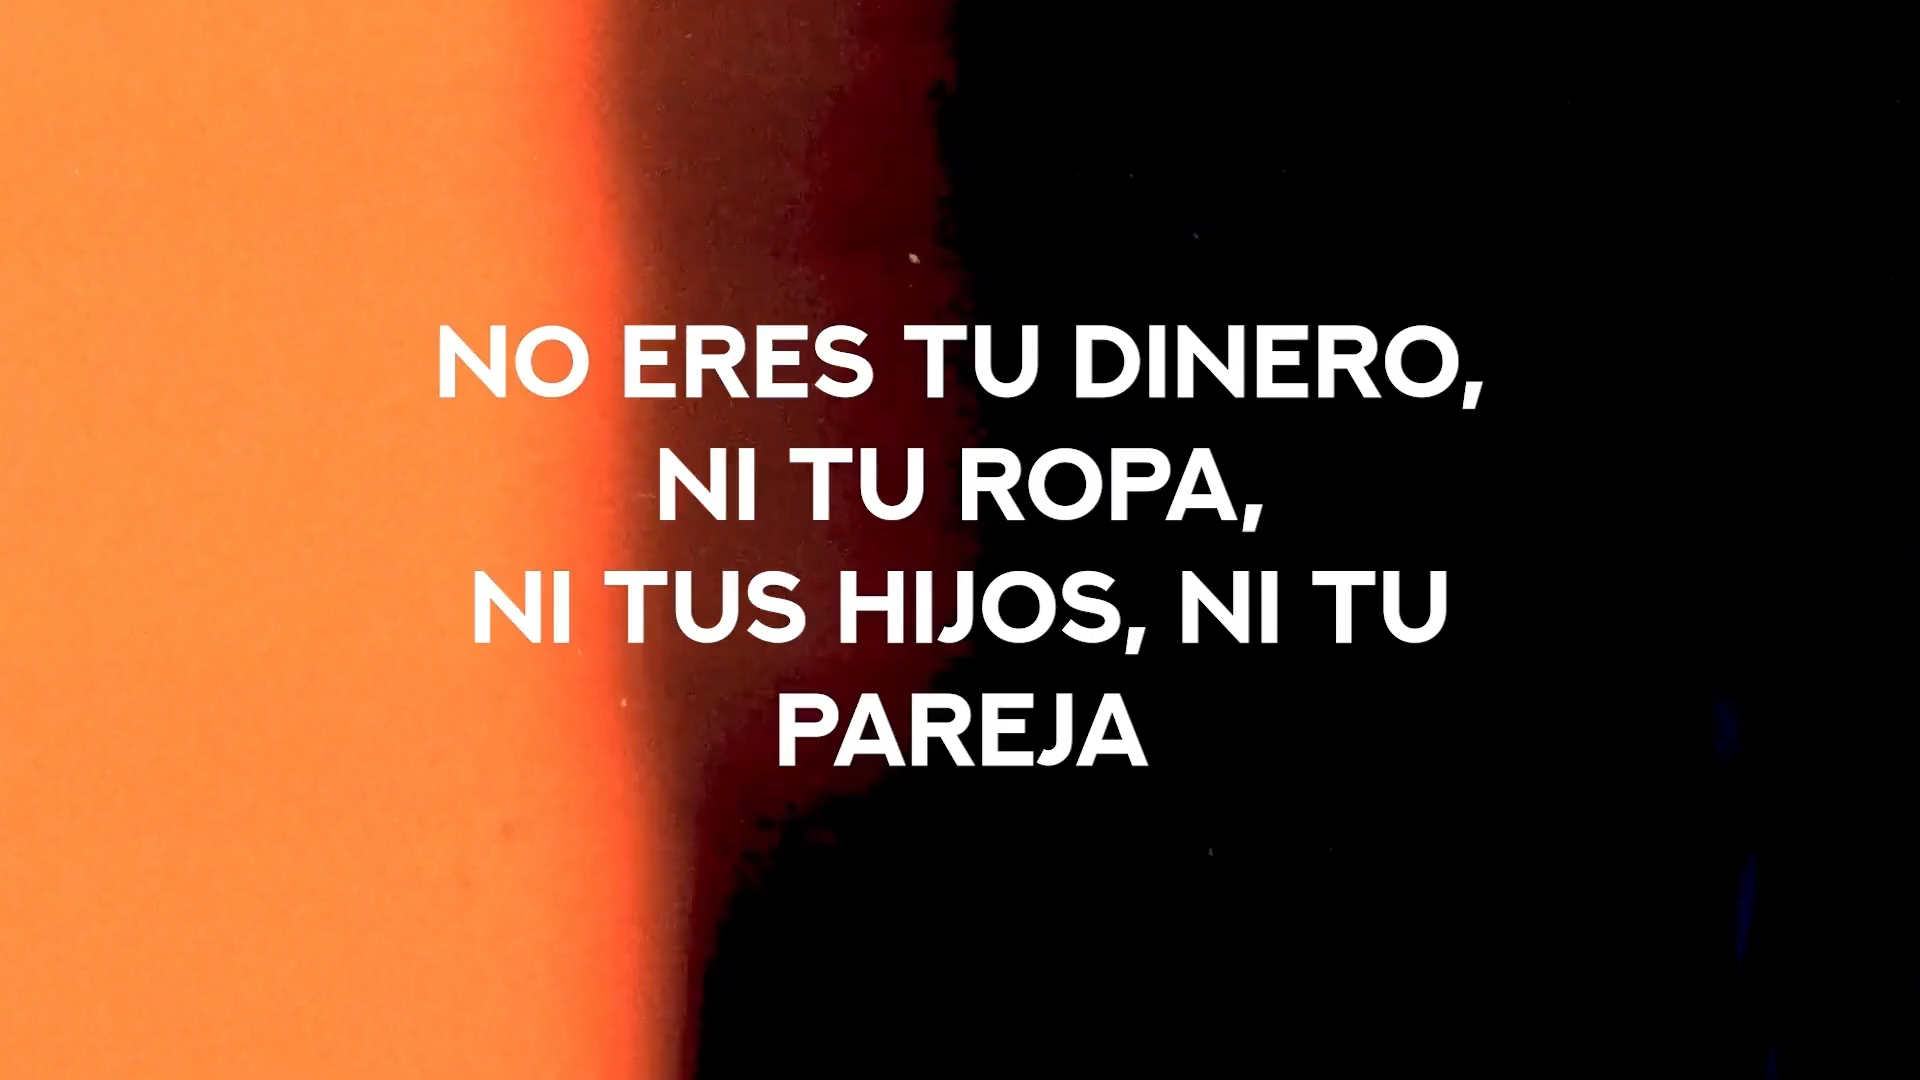 NO ERES TU DINERO,
NI TU ROPA,
NI TUS HIJOS, NI TU
PAREJA